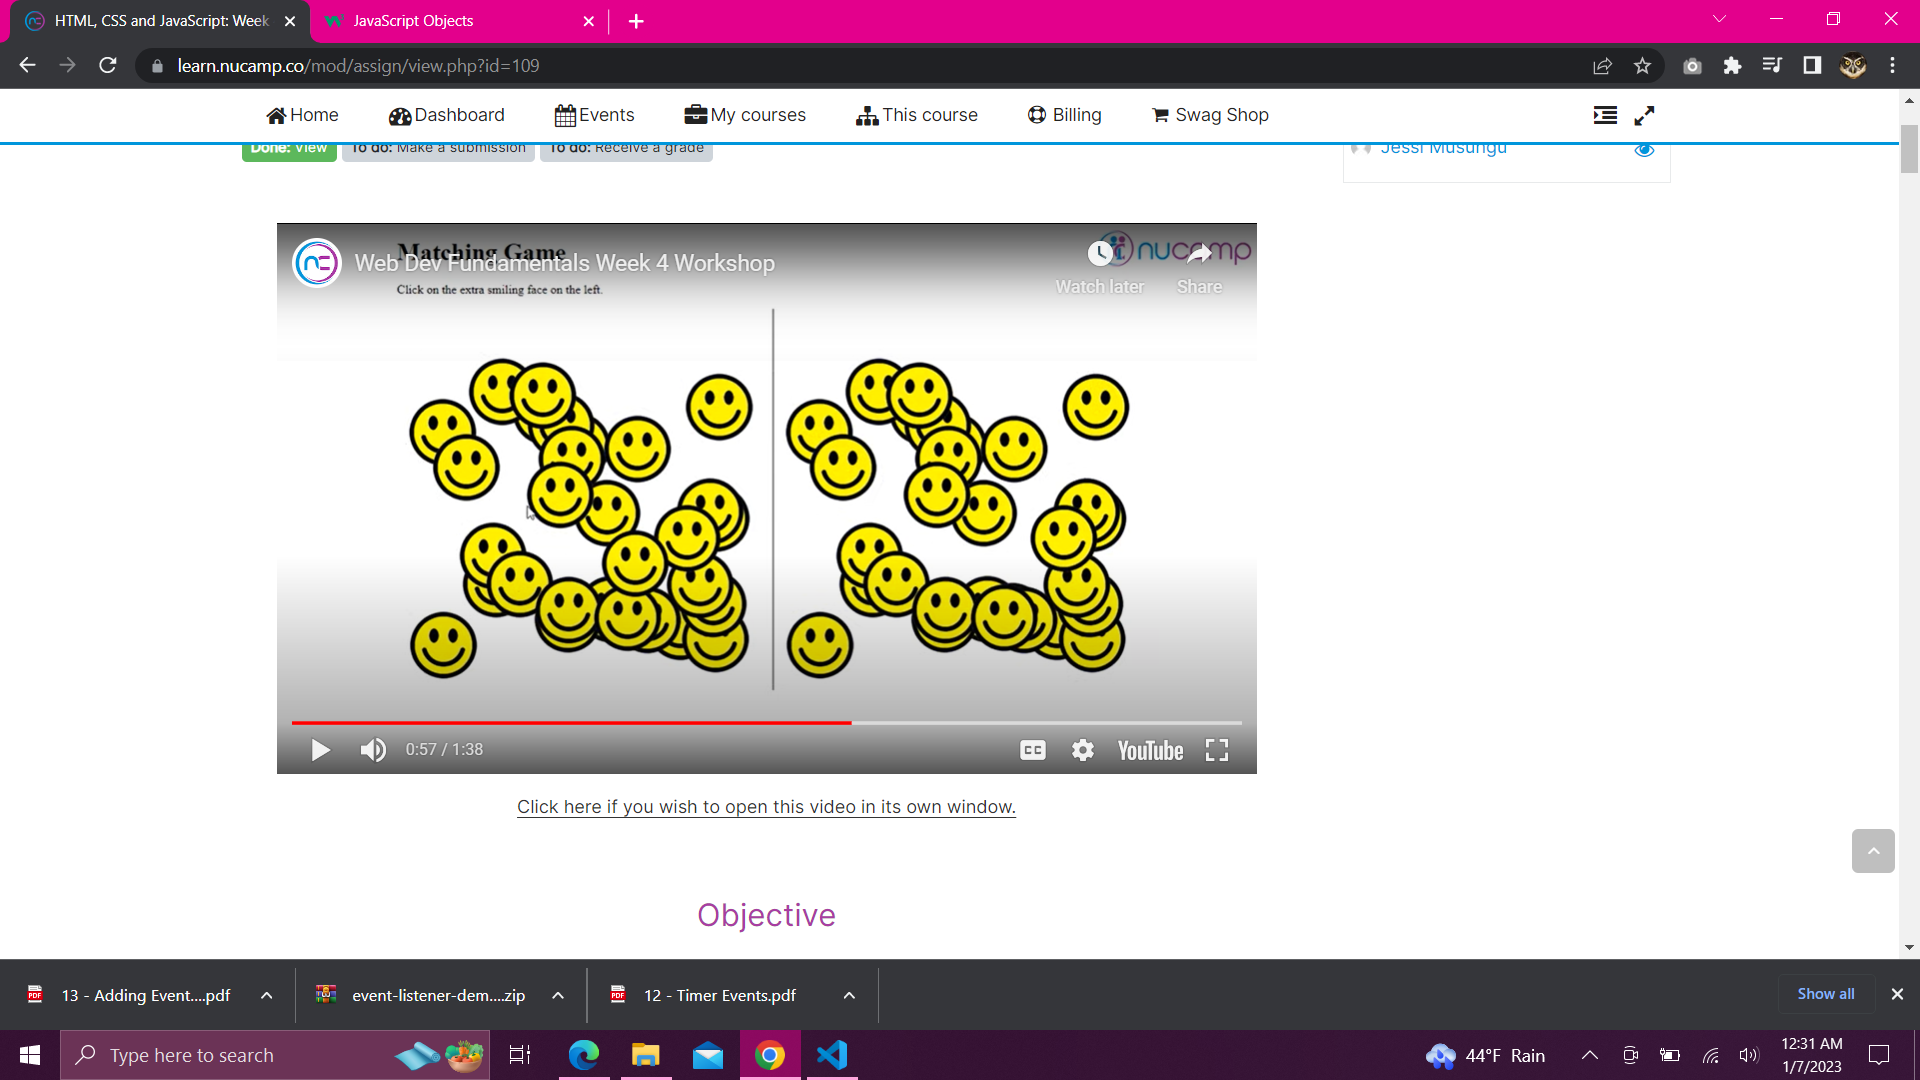 HTML, CSS and JavaScript: Week
JavaScript Objects
learn.nucamp.co/mod/assign/view.php?id=109
Home
Dashboard
Events
My courses
This course
Billing
Swag Shop
Done: View
To do: Make a submission
To do: Receive a grade
Jessi Musungu
Matching Game
nucamp
Web Dev Fundamentals Week 4 Workshop
Click on the extra smiling face on the left.
Watch later
Share
0:57 / 1:38
CC
YouTube
Click here if you wish to open this video in its own window.
Objective
PDF
13 - Adding Event....pdf
event-listener-dem....zip
PDF
12 - Timer Events.pdf
Show all
Type here to search
44°F Rain
12:31 AM
1/7/2023